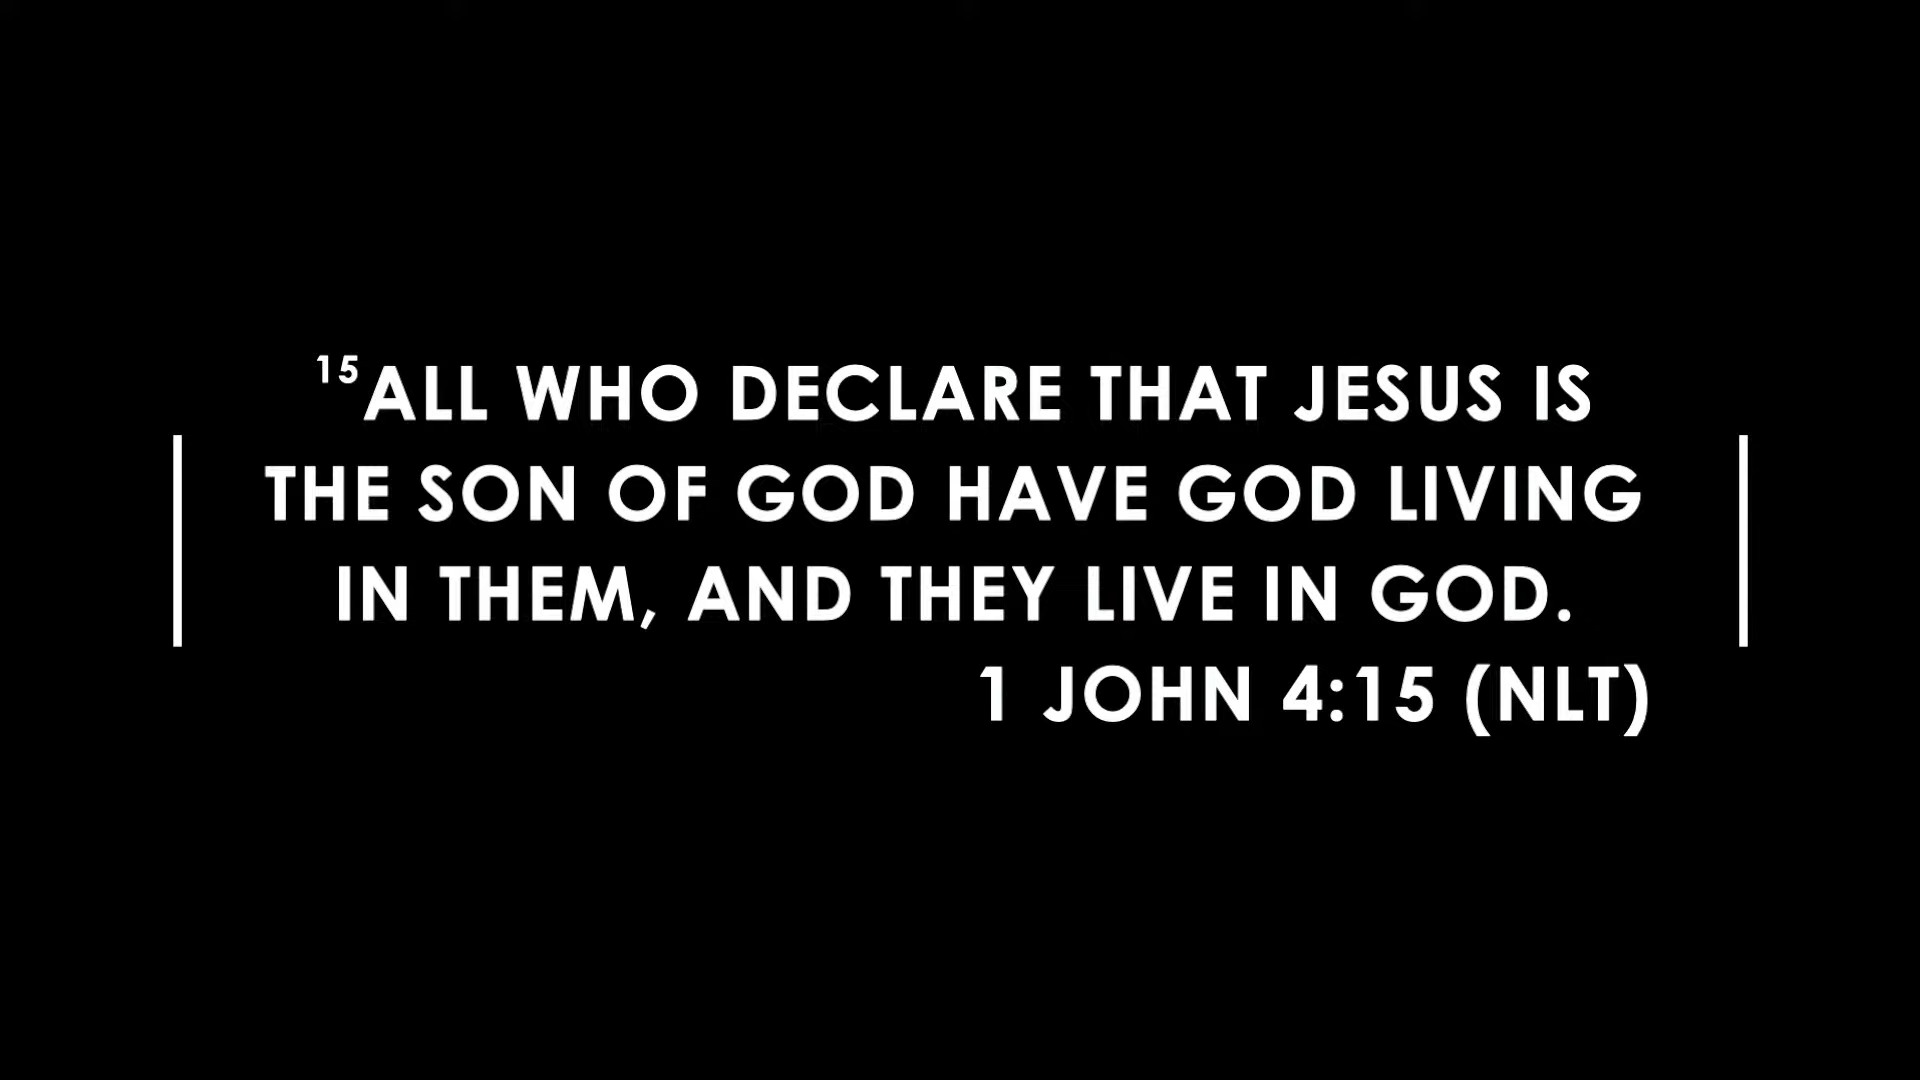 ¹⁵ALL WHO DECLARE THAT JESUS IS
THE SON OF GOD HAVE GOD LIVING
IN THEM, AND THEY LIVE IN GOD.
1 JOHN 4:15 (NLT)